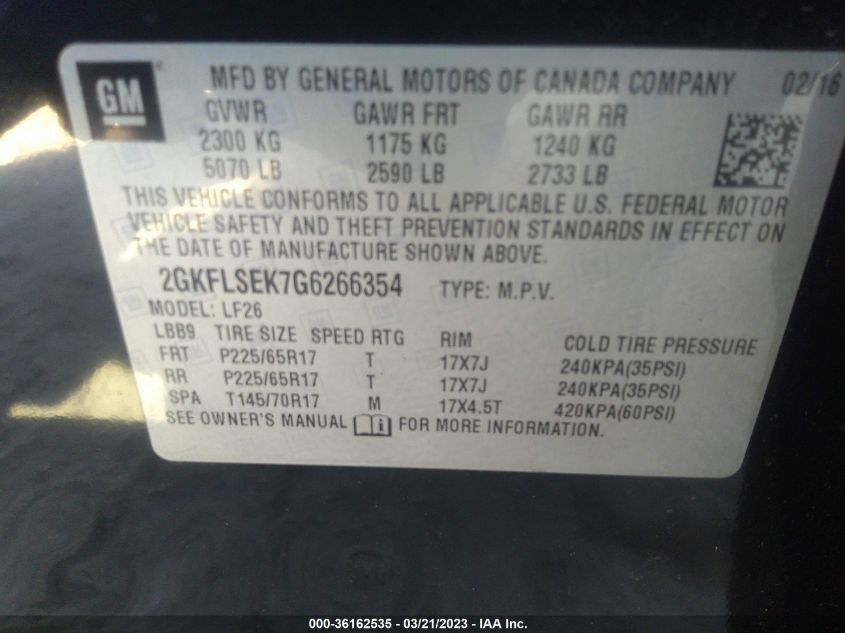 GM
MFD BY GENERAL MOTORS OF CANADA COMPANY 02/16
GVWR GAWR FRT GAWR RR
2300 KG 1175 KG 1240 KG
5070 LB 2590 LB 2733 LB
THIS VEHICLE CONFORMS TO ALL APPLICABLE U.S. FEDERAL MOTOR
VEHICLE SAFETY AND THEFT PREVENTION STANDARDS IN EFFECT ON
THE DATE OF MANUFACTURE SHOWN ABOVE.
2GKFLSEK7G6266354 TYPE: M.P.V.
MODEL: LF26
LBB9 TIRE SIZE SPEED RTG RIM COLD TIRE PRESSURE
FRT P225/65R17 T 17X7J 240KPA(35PSI)
RR P225/65R17 T 17X7J 240KPA(35PSI)
SPA T145/70R17 M 17X4.5T 420KPA(60PSI)
SEE OWNER'S MANUAL FOR MORE INFORMATION.
000-36162535 - 03/21/2023 - IAA Inc.